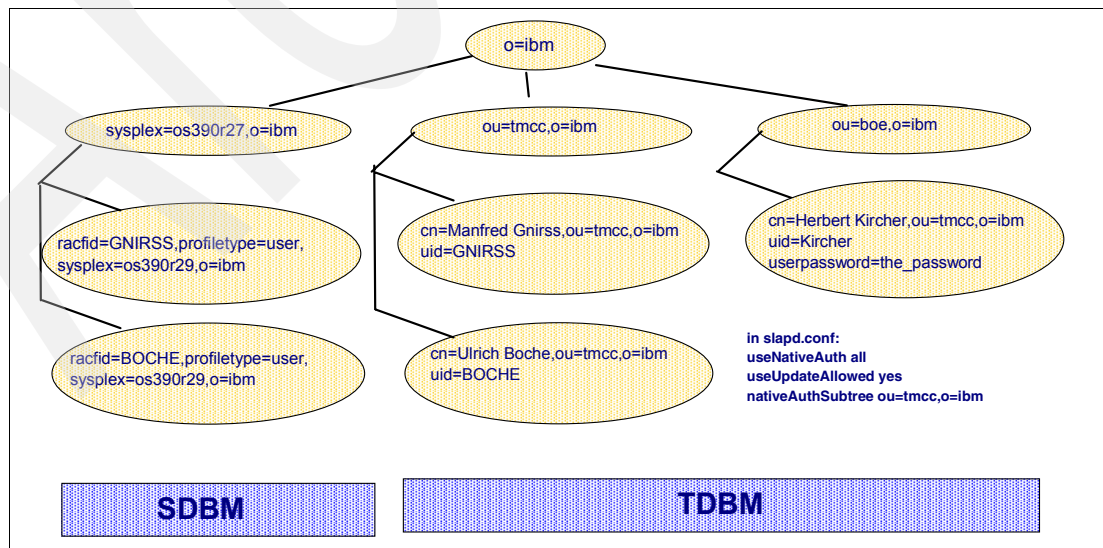 o=ibm
sysplex=os390r27,o=ibm
ou=tmcc,o=ibm
ou=boe,o=ibm
racfid=GNIRSS,profiletype=user,
sysplex=os390r29,o=ibm
cn=Manfred Gnirss,ou=tmcc,o=ibm
uid=GNIRSS
cn=Herbert Kircher,ou=tmcc,o=ibm
uid=Kircher
userpassword=the_password
racfid=BOCHE,profiletype=user,
sysplex=os390r29,o=ibm
cn=Ulrich Boche,ou=tmcc,o=ibm
uid=BOCHE
in slapd.conf:
useNativeAuth all
useUpdateAllowed yes
nativeAuthSubtree ou=tmcc,o=ibm
SDBM
TDBM